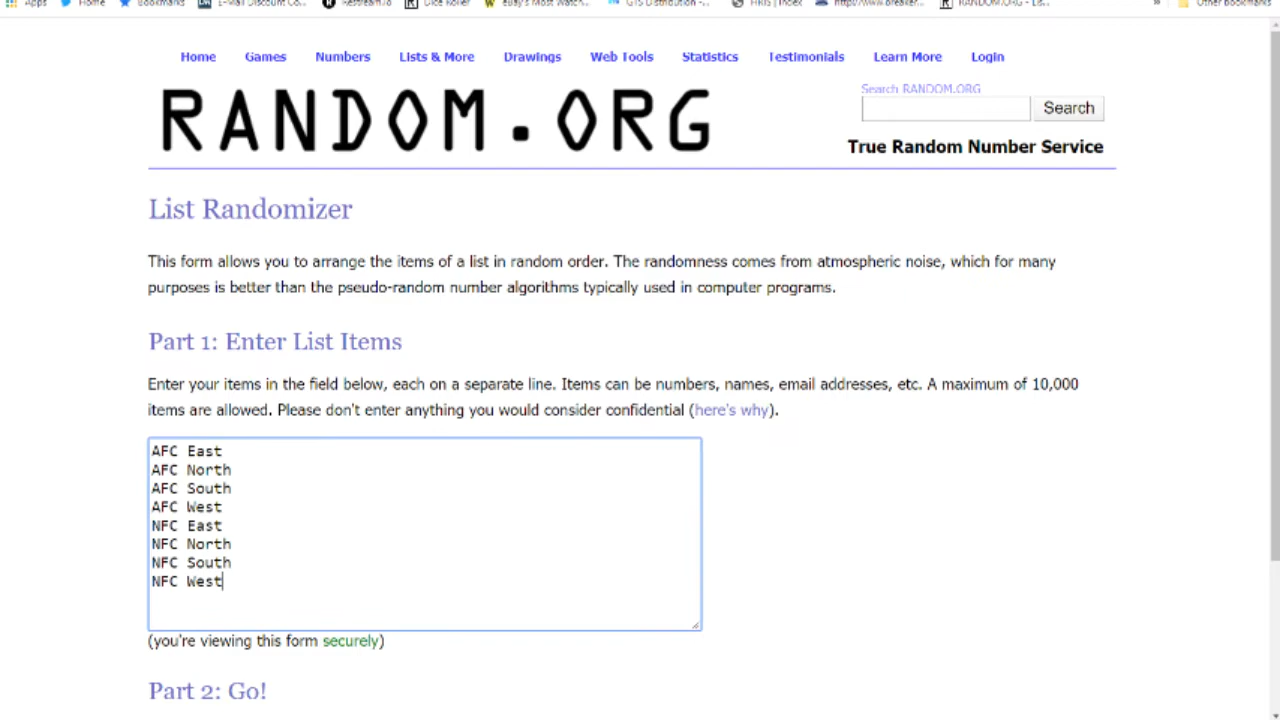 Apps Home Bookmarks E-Mail Discount Co... Restream.io Dice Roller eBay's Most Watch... GTS Distribution -... HRIS | Index http://www.breaker... RANDOM.ORG - Lis... » Other bookmarks
Home Games Numbers Lists & More Drawings Web Tools Statistics Testimonials Learn More Login
RANDOM.ORG
Search RANDOM.ORG
Search
True Random Number Service
List Randomizer
This form allows you to arrange the items of a list in random order. The randomness comes from atmospheric noise, which for many
purposes is better than the pseudo-random number algorithms typically used in computer programs.
Part 1: Enter List Items
Enter your items in the field below, each on a separate line. Items can be numbers, names, email addresses, etc. A maximum of 10,000
items are allowed. Please don't enter anything you would consider confidential (here's why).
AFC East
AFC North
AFC South
AFC West
NFC East
NFC North
NFC South
NFC West
(you're viewing this form securely)
Part 2: Go!